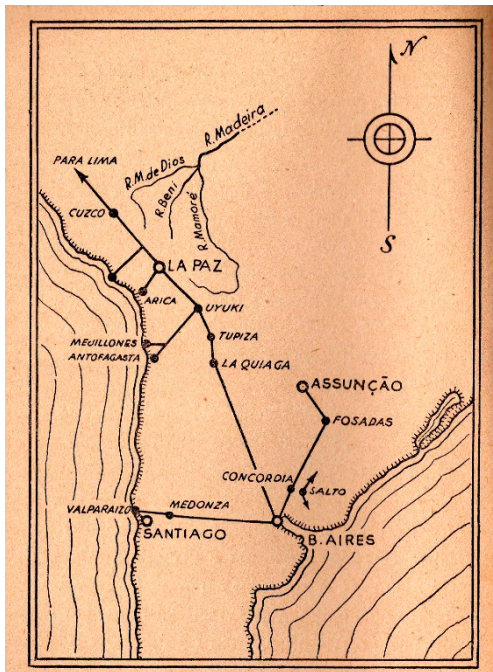 N
R. Madeira
PARA LIMA
R.M. de Dios
R. Beni
R. Mamoré
CUZCO
LA PAZ
ARICA
UYUKI
MEJILLONES
TUPIZA
ANTOFAGASTA
LA QUIAGA
ASSUNÇÃO
FOSADAS
CONCORDIA
SALTO
VALPARAIZO
MEDONZA
SANTIAGO
B. AIRES
S